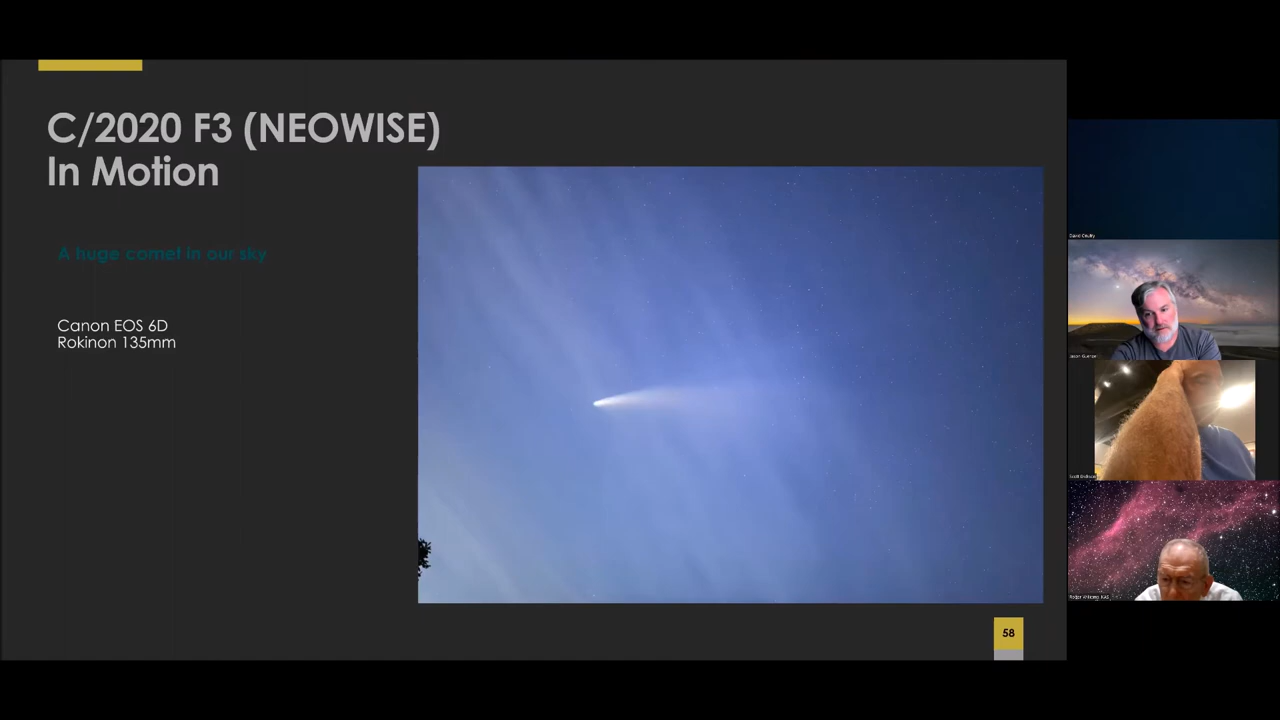 C/2020 F3 (NEOWISE)
In Motion
A huge comet in our sky
Canon EOS 6D
Rokinon 135mm
58